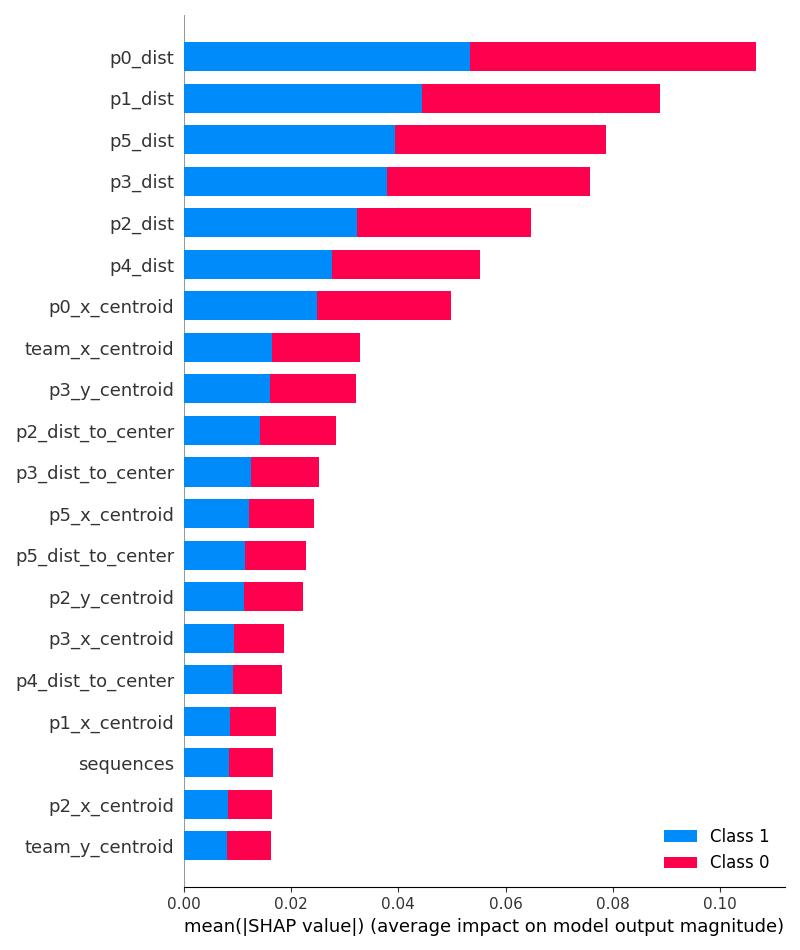 p0_dist
p1_dist
p5_dist
p3_dist
p2_dist
p4_dist
p0_x_centroid
team_x_centroid
p3_y_centroid
p2_dist_to_center
p3_dist_to_center
p5_x_centroid
p5_dist_to_center
p2_y_centroid
p3_x_centroid
p4_dist_to_center
p1_x_centroid
sequences
p2_x_centroid
team_y_centroid
Class 1
Class 0
0.00 0.02 0.04 0.06 0.08 0.10
mean(|SHAP value|) (average impact on model output magnitude)